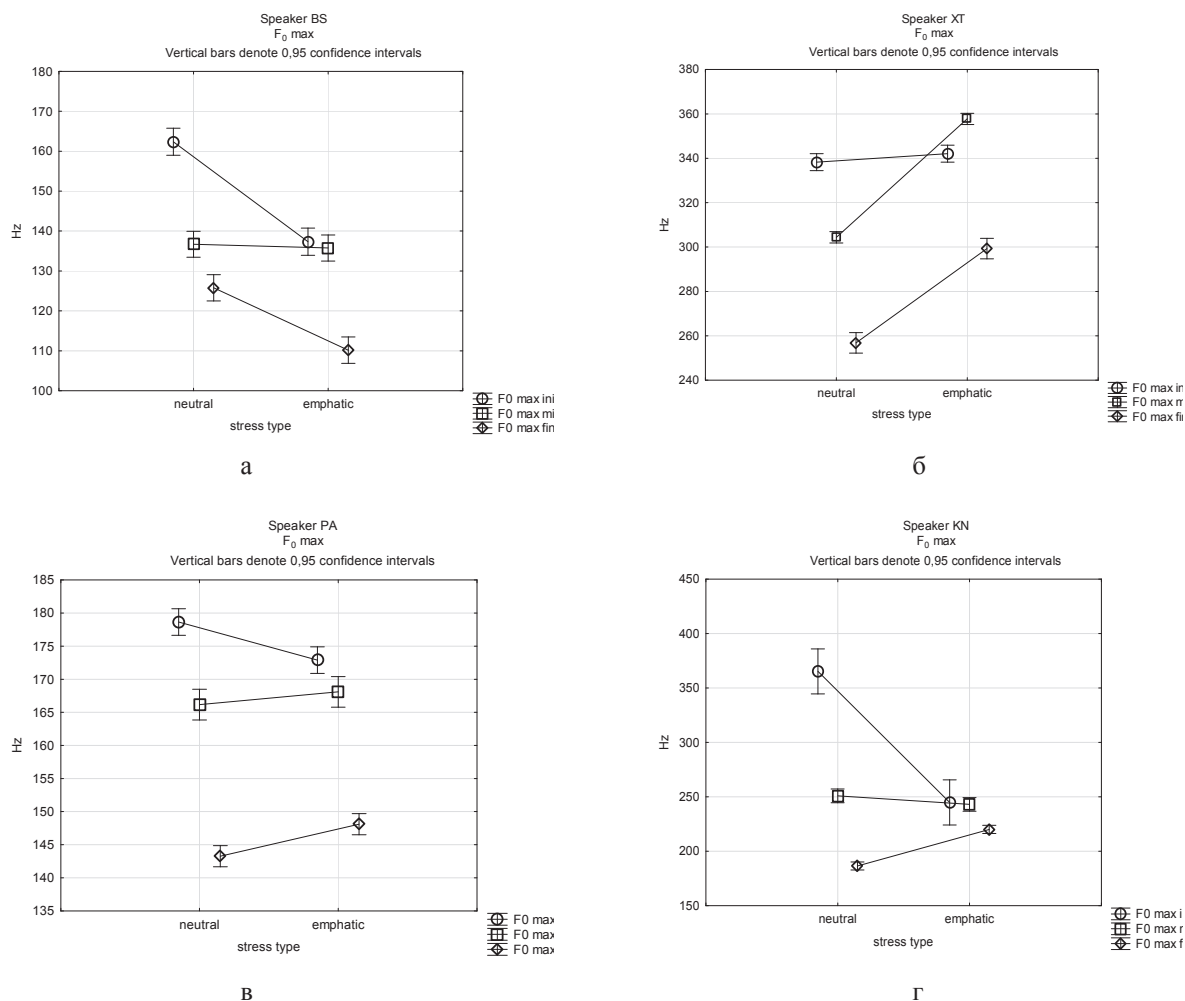 Speaker BS
F₀ max
Vertical bars denote 0,95 confidence intervals
180
170
160
150
140
130
120
110
100
Hz
neutral emphatic
stress type
F0 max ini
F0 max mi
F0 max fin
а
Speaker XT
F₀ max
Vertical bars denote 0,95 confidence intervals
380
360
340
320
300
280
260
240
Hz
neutral emphatic
stress type
F0 max in
F0 max m
F0 max fi
б
Speaker PA
F₀ max
Vertical bars denote 0,95 confidence intervals
185
180
175
170
165
160
155
150
145
140
135
Hz
neutral emphatic
stress type
F0 max
F0 max
F0 max
в
Speaker KN
F₀ max
Vertical bars denote 0,95 confidence intervals
450
400
350
300
250
200
150
Hz
neutral emphatic
stress type
F0 max i
F0 max r
F0 max f
г